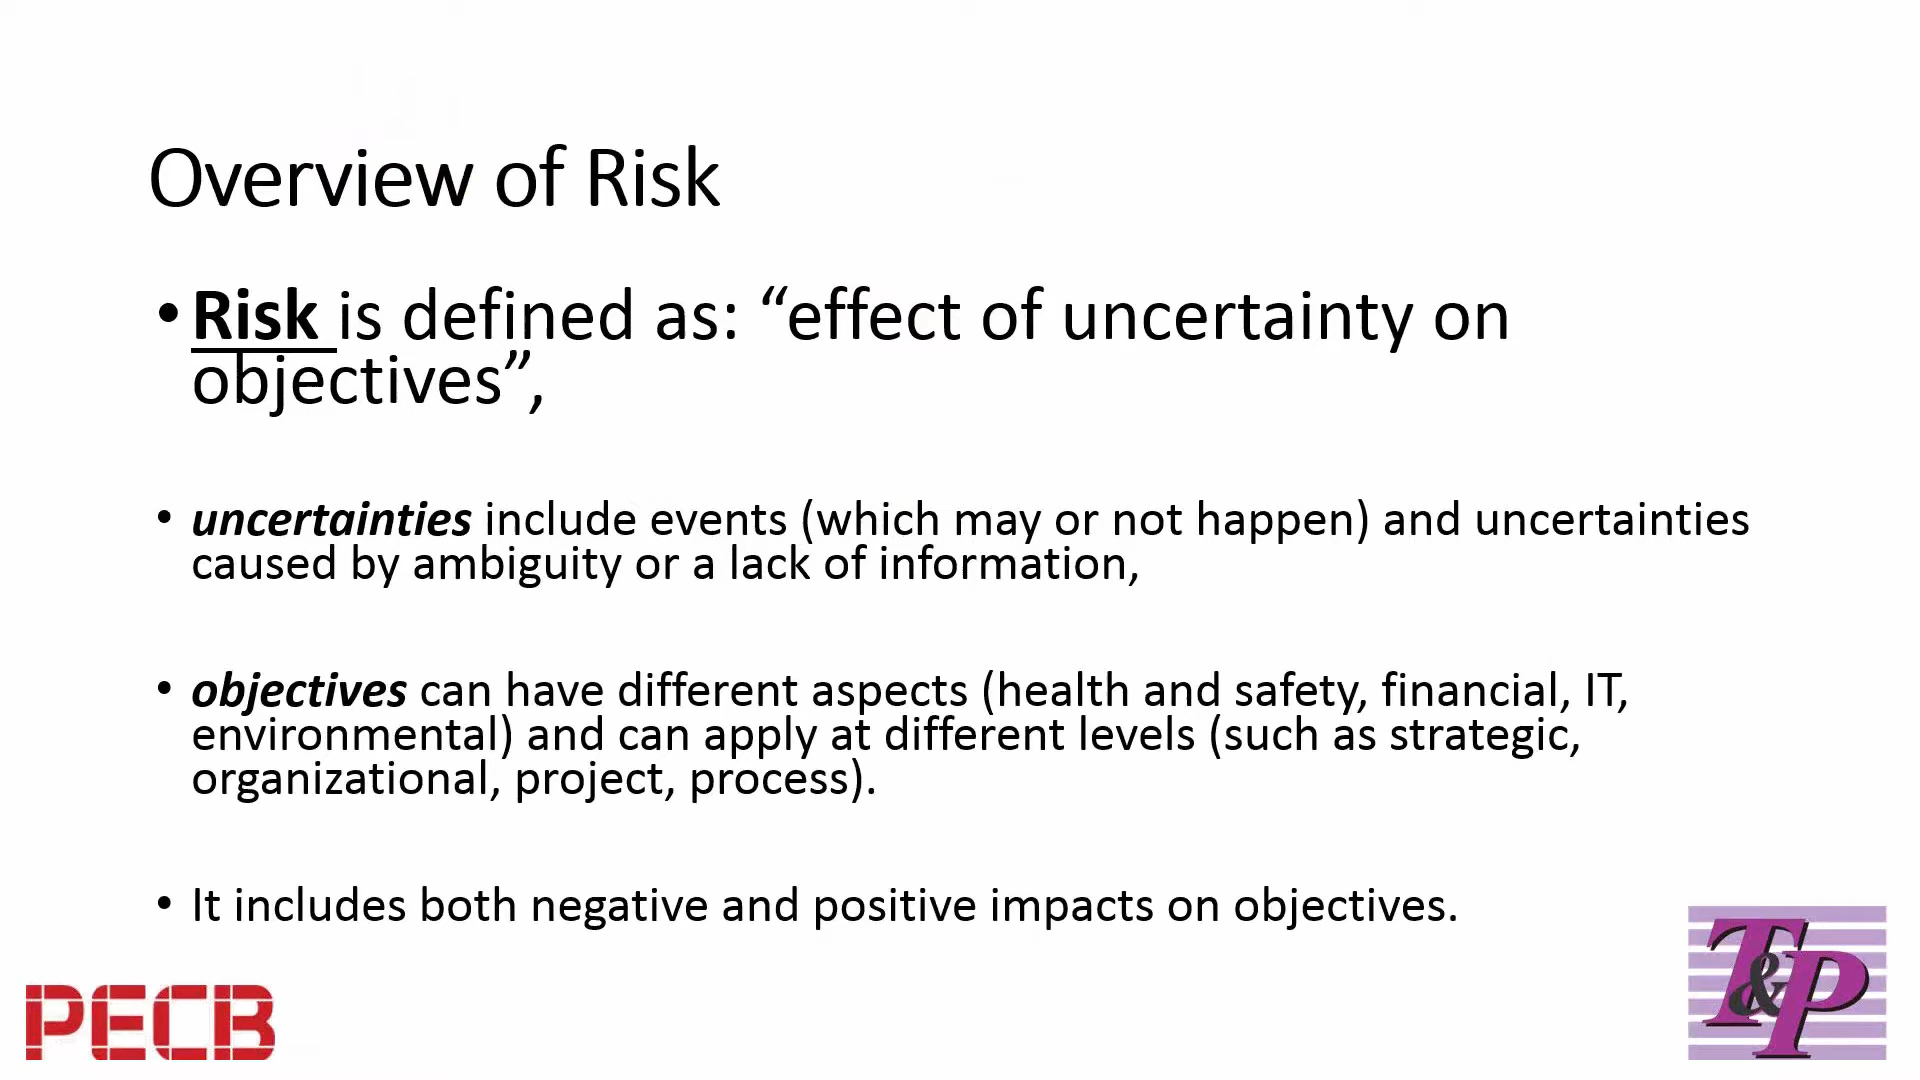 Overview of Risk
•Risk is defined as: “effect of uncertainty on
objectives”,
• uncertainties include events (which may or not happen) and uncertainties
caused by ambiguity or a lack of information,
• objectives can have different aspects (health and safety, financial, IT,
environmental) and can apply at different levels (such as strategic,
organizational, project, process).
• It includes both negative and positive impacts on objectives.
PECB
T&P